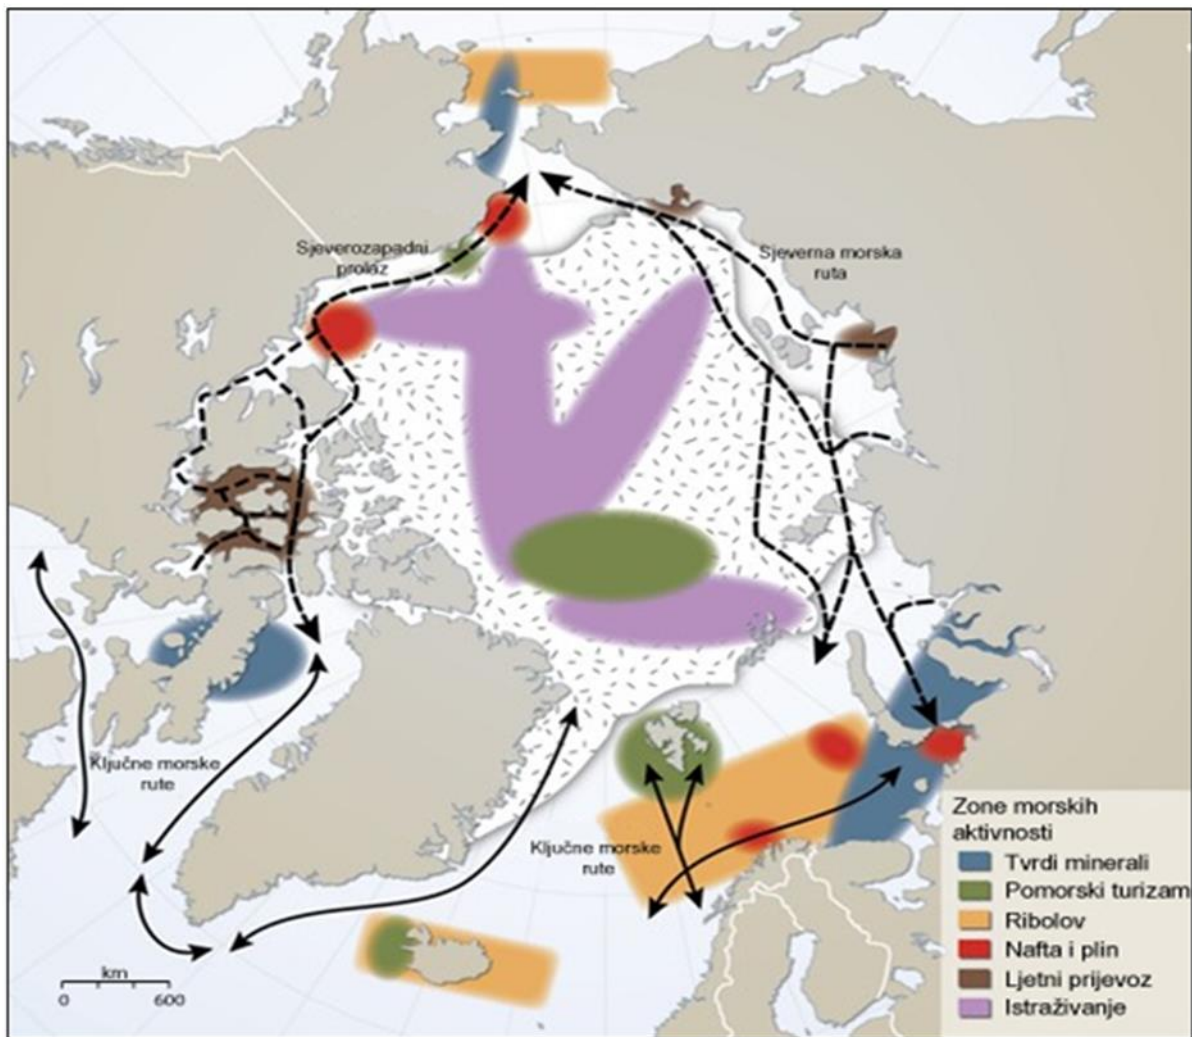 Sjeverozapadni
prolaz
Sjeverna morska
ruta
Ključne morske
rute
Ključne morske
rute
km
0 600
Zone morskih
aktivnosti
Tvrdi minerali
Pomorski turizam
Ribolov
Nafta i plin
Ljetni prijevoz
Istraživanje